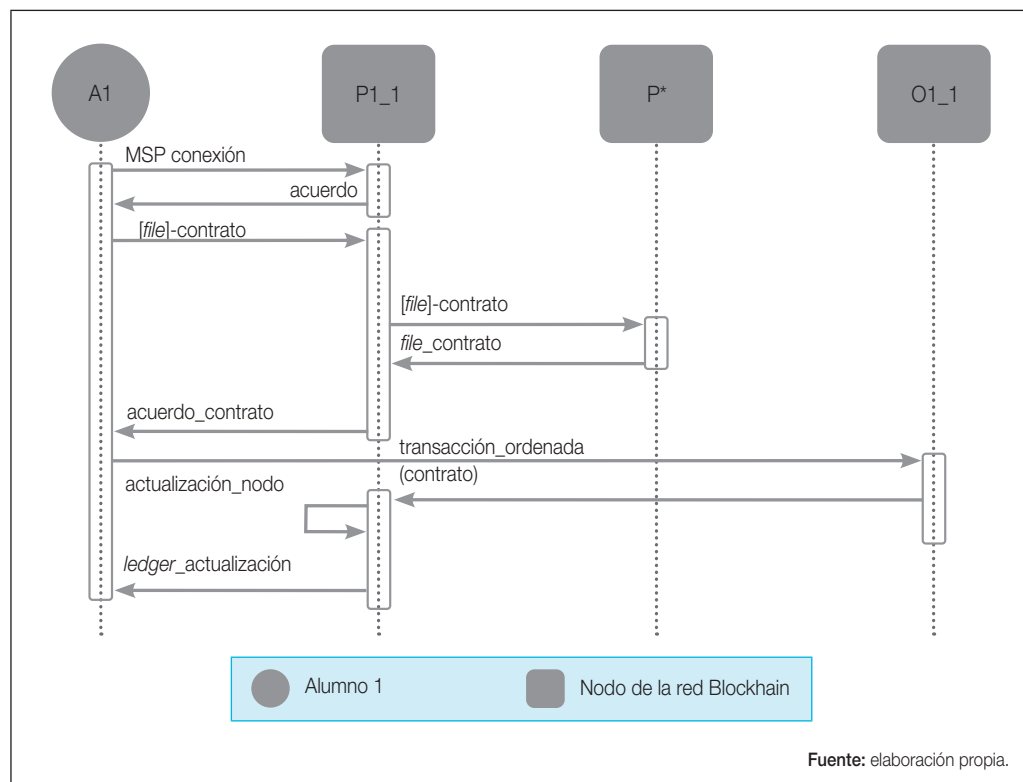 A1
P1_1
P*
O1_1
MSP conexión
acuerdo
[file]-contrato
[file]-contrato
file_contrato
acuerdo_contrato
transacción_ordenada
(contrato)
actualización_nodo
ledger_actualización
Alumno 1
Nodo de la red Blockhain
Fuente: elaboración propia.